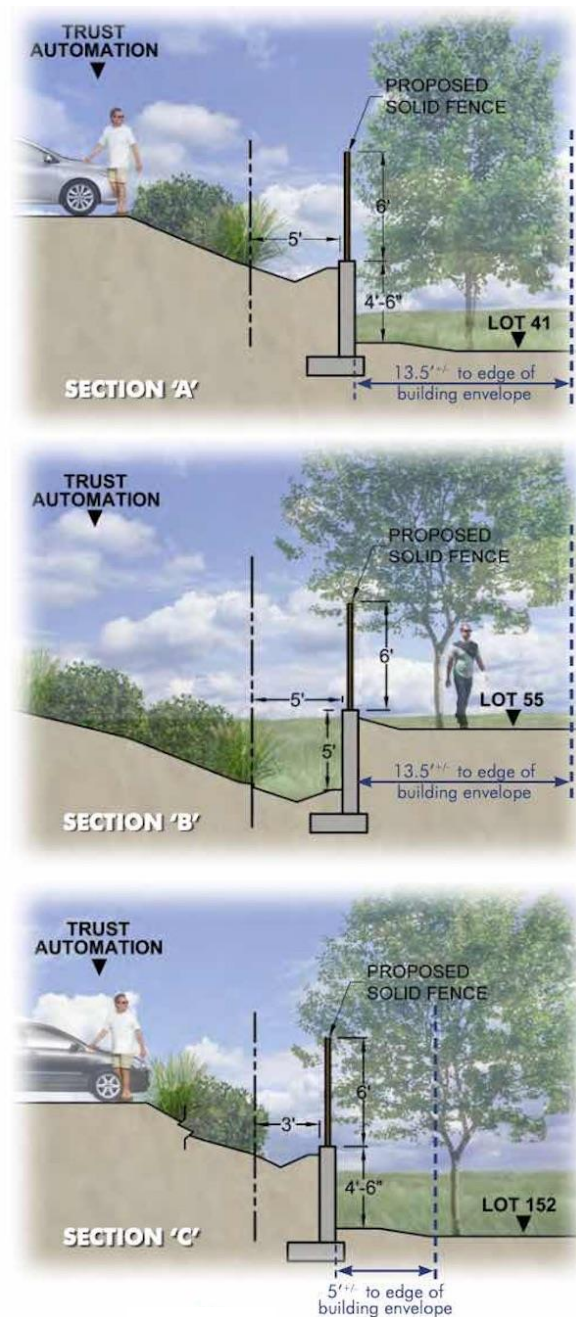 TRUST
AUTOMATION
PROPOSED
SOLID FENCE
6'
5'
4'-6"
LOT 41
13.5'+/- to edge of
building envelope
SECTION 'A'
TRUST
AUTOMATION
PROPOSED
SOLID FENCE
6'
5'
LOT 55
5'
13.5'+/- to edge of
building envelope
SECTION 'B'
TRUST
AUTOMATION
PROPOSED
SOLID FENCE
6'
3'
4'-6"
LOT 152
SECTION 'C'
5'+/- to edge of
building envelope